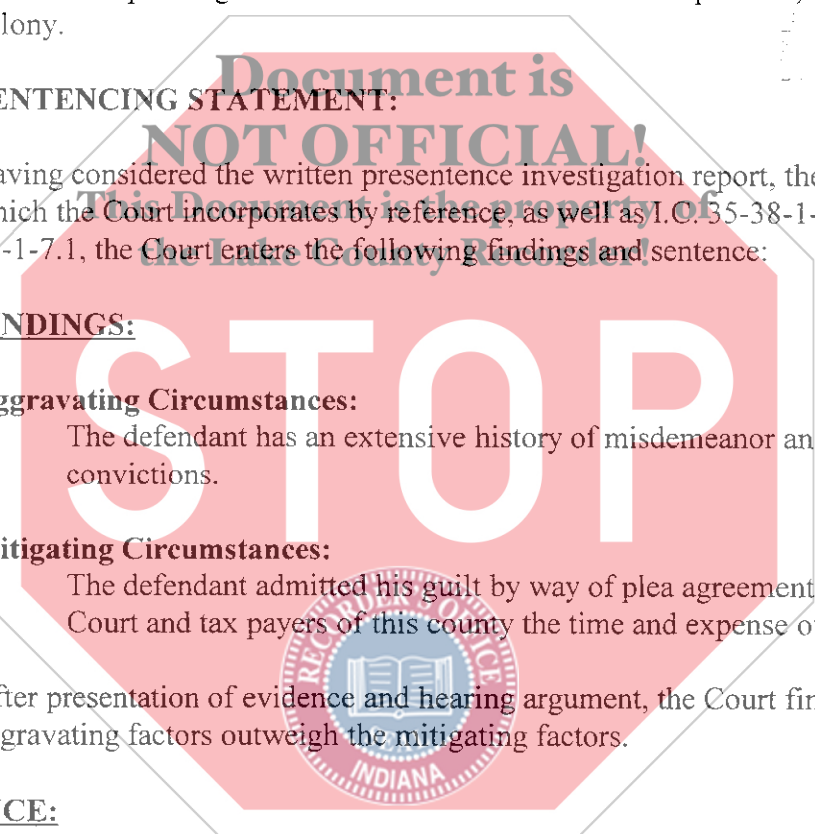 lony.
Document is
ENTENCING STATEMENT:
NOT OFFICIAL!
aving considered the written presentence investigation report, the
This Document is the property of
hich the Court incorporates by reference, as well as I.C. 35-38-1-
the Lake County Recorder!
-1-7.1, the Court enters the following findings and sentence:
NDINGS:
STOP
ggravating Circumstances:
The defendant has an extensive history of misdemeanor an
convictions.
itigating Circumstances:
The defendant admitted his guilt by way of plea agreement
Court and tax payers of this county the time and expense o
RECORDER'S OFFICE
fter presentation of evidence and hearing argument, the Court fin
gravating factors outweigh the mitigating factors.
INDIANA
NCE: